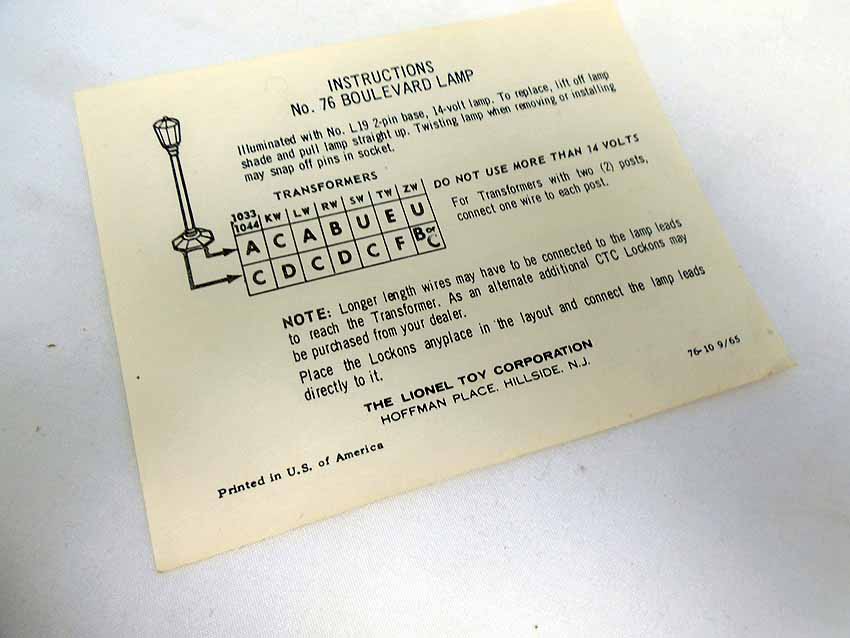 INSTRUCTIONS
No. 76 BOULEVARD LAMP
Illuminated with No. L19 2-pin base, 14-volt lamp. To replace, lift off lamp
shade and pull lamp straight up. Twisting lamp when removing or installing
may snap off pins in socket.
TRANSFORMERS
1033 1044 | KW | LW | RW | SW | TW | ZW
A C A B U E U
C D C D C F B or C
DO NOT USE MORE THAN 14 VOLTS
For Transformers with two (2) posts,
connect one wire to each post.
NOTE: Longer length wires may have to be connected to the lamp leads
to reach the Transformer. As an alternate additional CTC Lockons may
be purchased from your dealer.
Place the Lockons anyplace in the layout and connect the lamp leads
directly to it.
THE LIONEL TOY CORPORATION
HOFFMAN PLACE, HILLSIDE, N.J.
76-10 9/65
Printed in U.S. of America